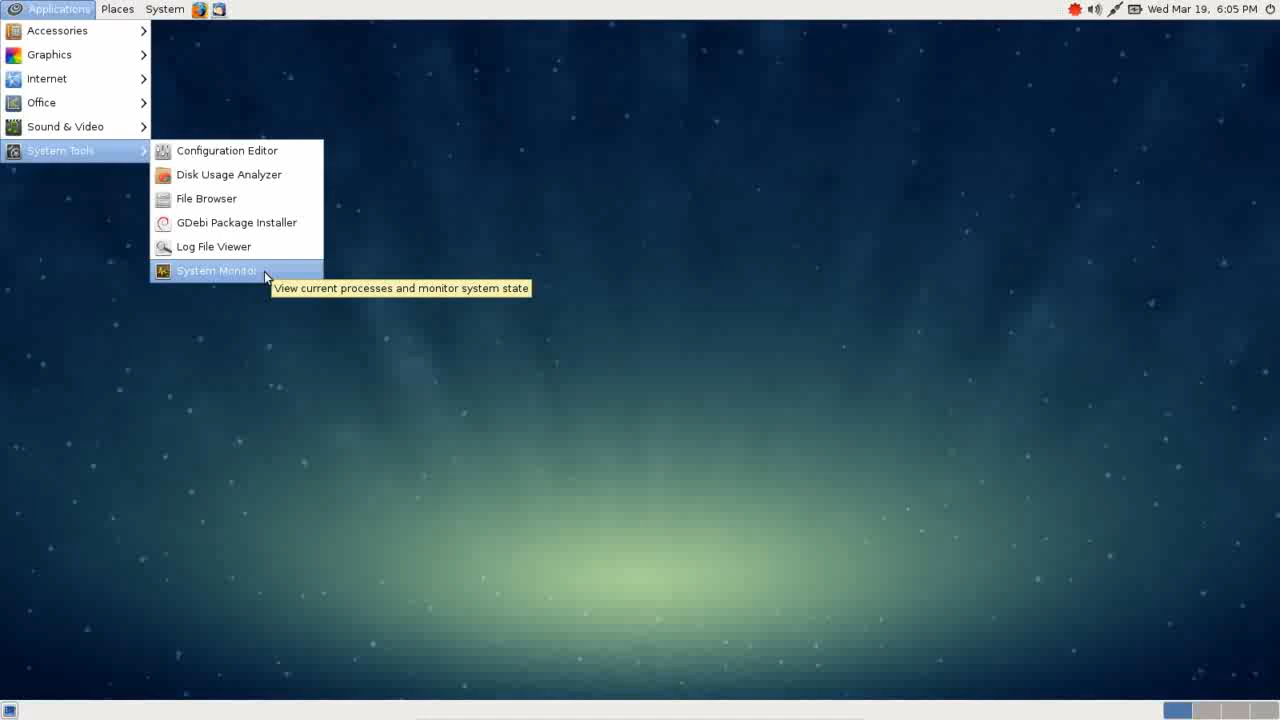 Applications Places System Wed Mar 19, 6:05 PM
Accessories
Graphics
Internet
Office
Sound & Video
System Tools
Configuration Editor
Disk Usage Analyzer
File Browser
GDebi Package Installer
Log File Viewer
System Monitor
View current processes and monitor system state